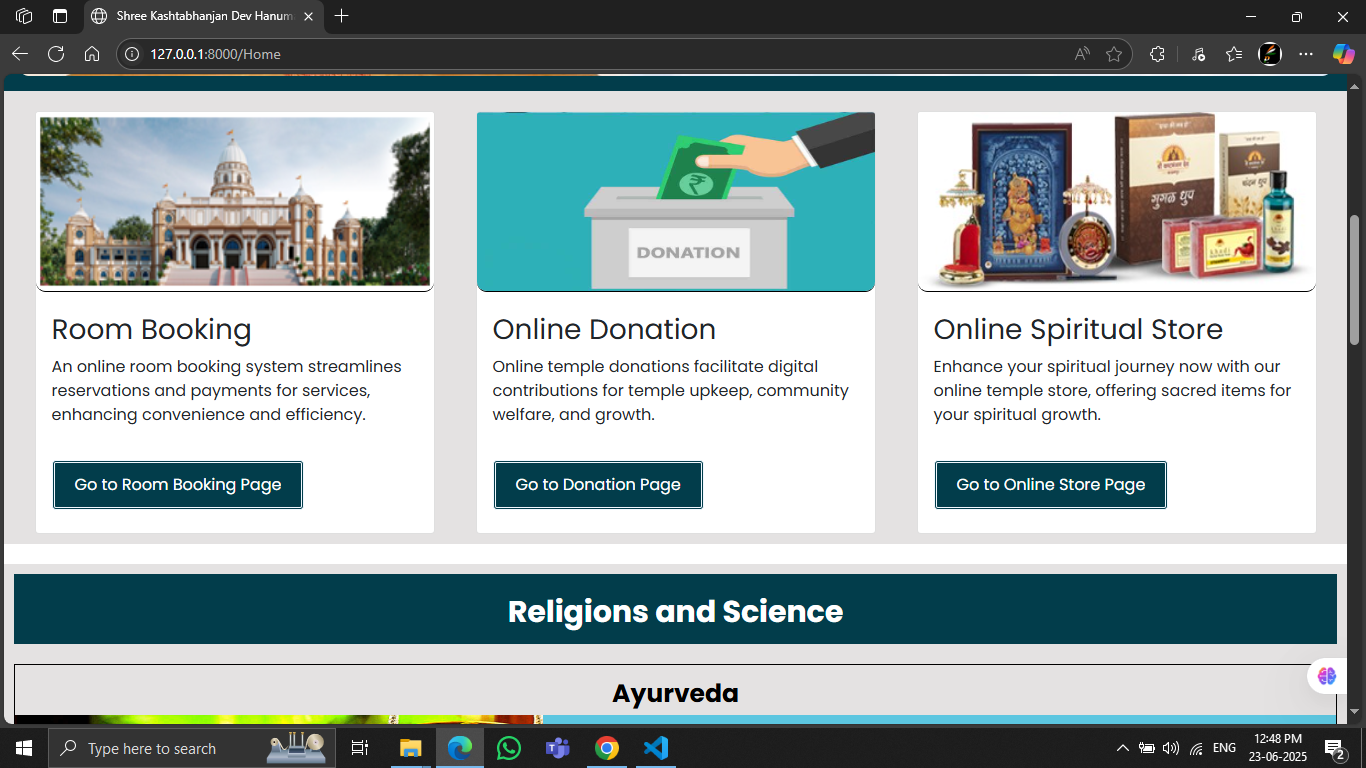 Shree Kashtabhanjan Dev Hanum
127.0.0.1:8000/Home
DONATION
गुगळ धुप
चंदन धुप
khadi
Room Booking
An online room booking system streamlines
reservations and payments for services,
enhancing convenience and efficiency.
Go to Room Booking Page
Online Donation
Online temple donations facilitate digital
contributions for temple upkeep, community
welfare, and growth.
Go to Donation Page
Online Spiritual Store
Enhance your spiritual journey now with our
online temple store, offering sacred items for
your spiritual growth.
Go to Online Store Page
Religions and Science
Ayurveda
Type here to search
ENG
12:48 PM
23-06-2025
2